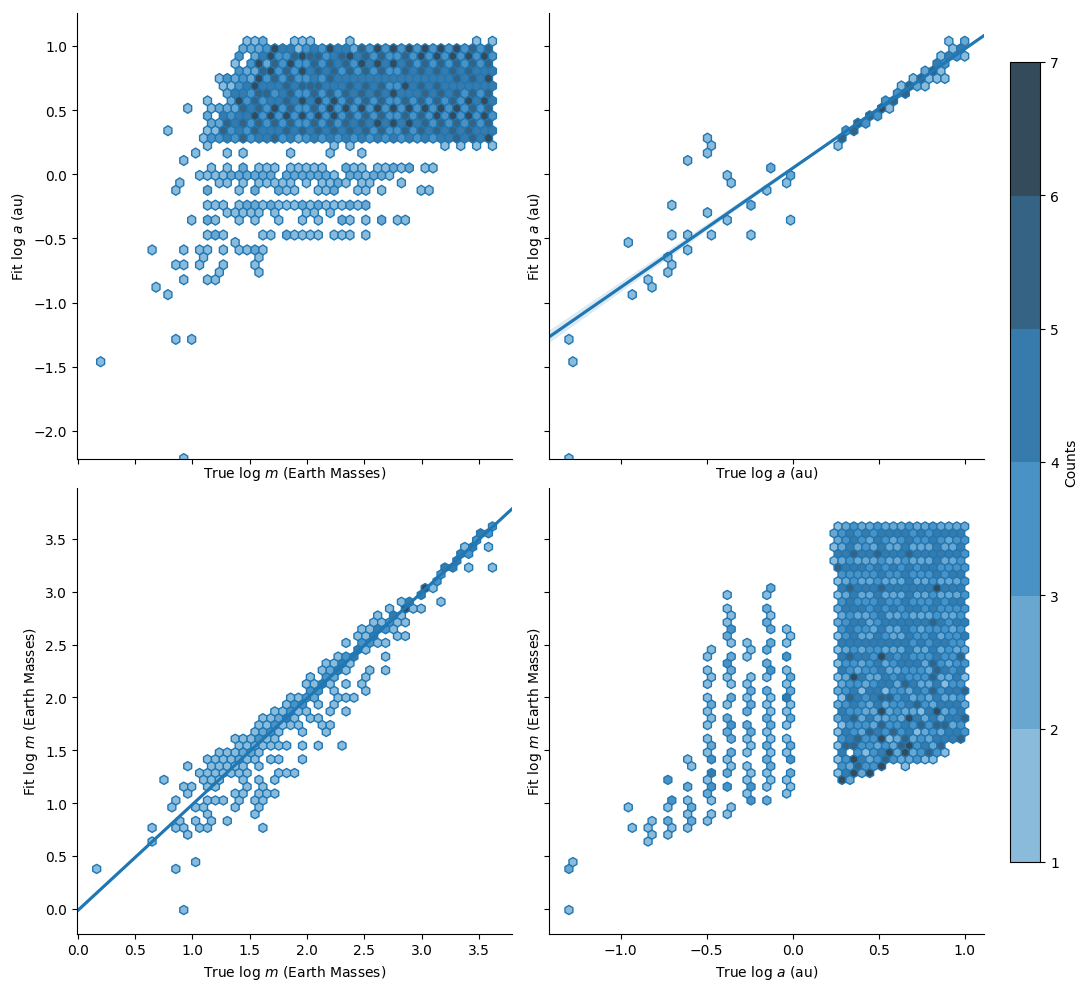 1.0
0.5
0.0
−0.5
−1.0
−1.5
−2.0
Fit log a (au)
True log m (Earth Masses)
Fit log a (au)
True log a (au)
3.5
3.0
2.5
2.0
1.5
1.0
0.5
0.0
Fit log m (Earth Masses)
0.0 0.5 1.0 1.5 2.0 2.5 3.0 3.5
True log m (Earth Masses)
Fit log m (Earth Masses)
−1.0 −0.5 0.0 0.5 1.0
True log a (au)
7
6
5
4
3
2
1
Counts